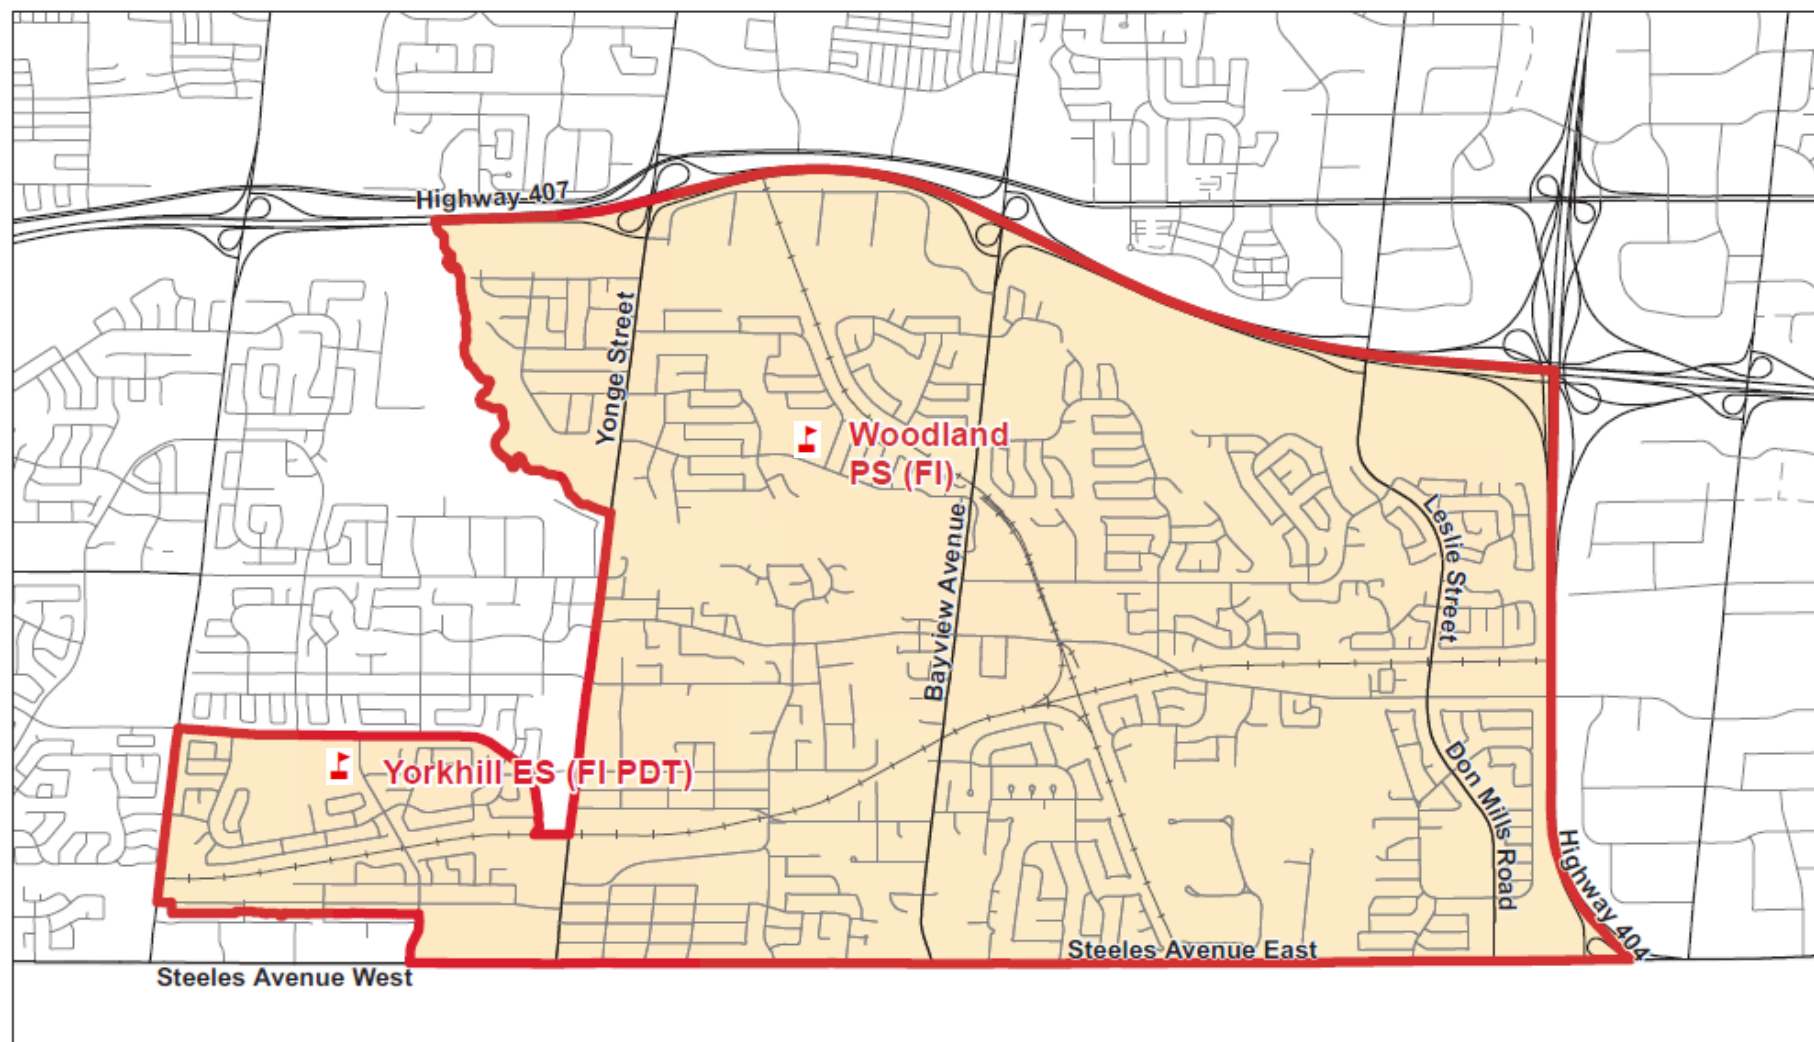 Highway 407
Yonge Street
Woodland
PS (FI)
Leslie Street
Bayview Avenue
Yorkhill ES (FI PDT)
Don Mills Road
Highway 404
Steeles Avenue East
Steeles Avenue West